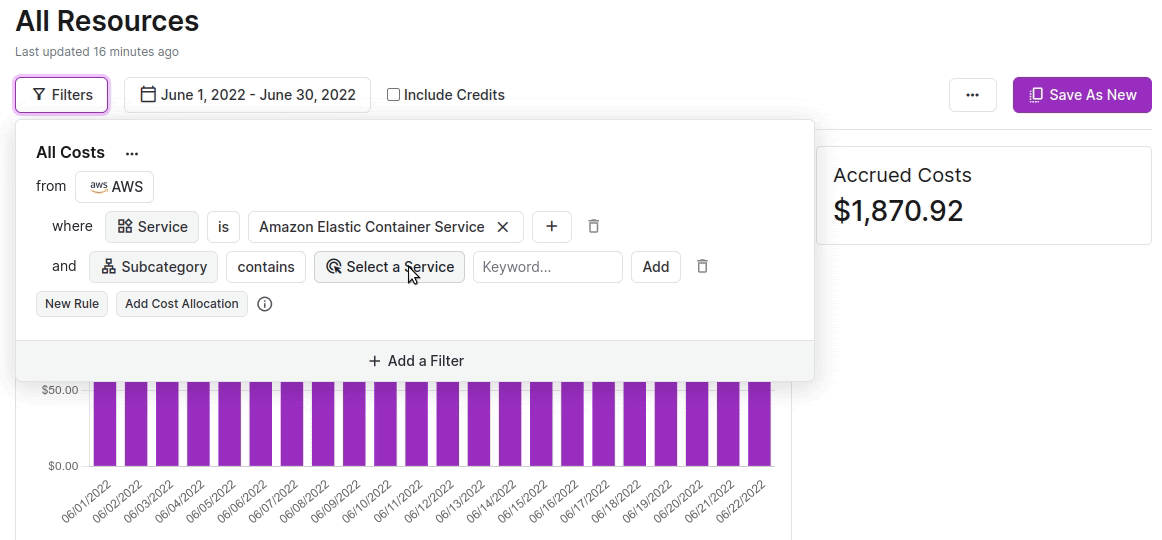 All Resources
Last updated 16 minutes ago
Filters June 1, 2022 - June 30, 2022 Include Credits ... Save As New
All Costs ...
from aws AWS
where Service is Amazon Elastic Container Service × +
and Subcategory contains Select a Service Keyword... Add
New Rule Add Cost Allocation
+ Add a Filter
Accrued Costs
$1,870.92
$50.00
$0.00
06/01/2022 06/02/2022 06/03/2022 06/04/2022 06/05/2022 06/06/2022 06/07/2022 06/08/2022 06/09/2022 06/10/2022 06/11/2022 06/12/2022 06/13/2022 06/14/2022 06/15/2022 06/16/2022 06/17/2022 06/18/2022 06/19/2022 06/20/2022 06/21/2022 06/22/2022